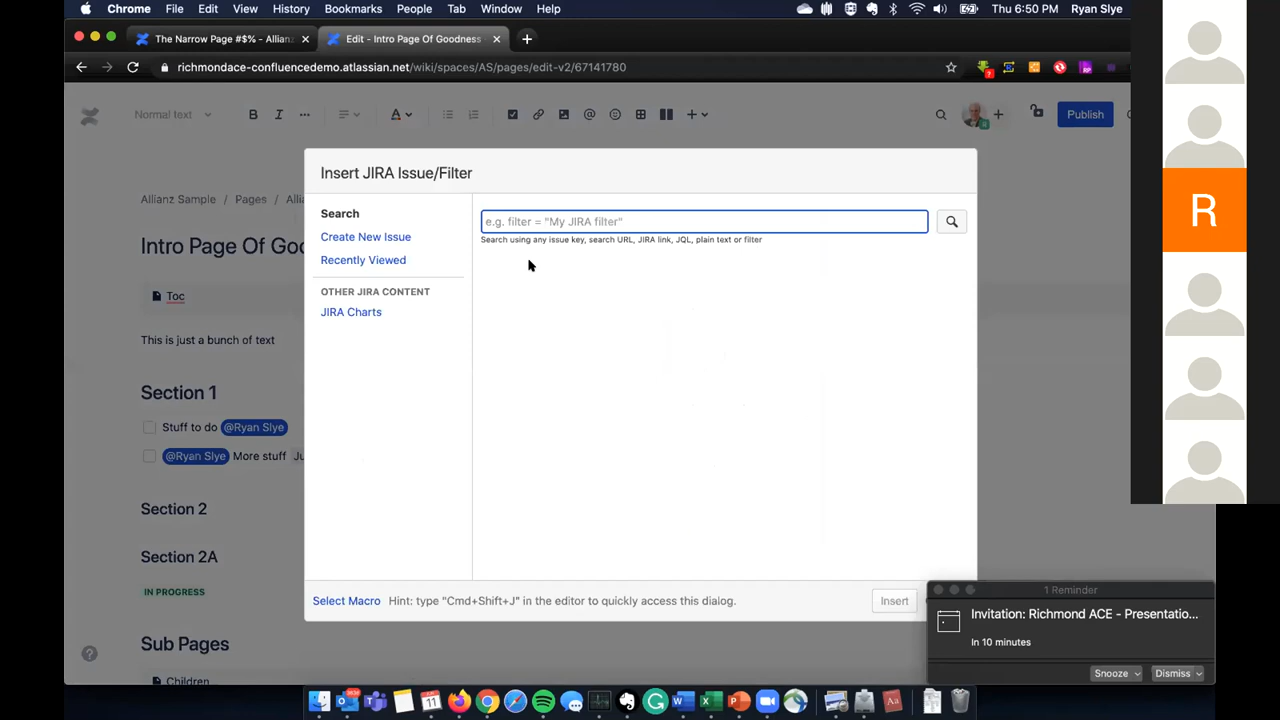 Chrome File Edit View History Bookmarks People Tab Window Help Thu 6:50 PM Ryan Slye
The Narrow Page #$% - Allian
Edit - Intro Page Of Goodness -
richmondace-confluencedemo.atlassian.net/wiki/spaces/AS/pages/edit-v2/67141780
Normal text B I A Publish
Insert JIRA Issue/Filter
Search
Create New Issue
Recently Viewed
OTHER JIRA CONTENT
JIRA Charts
e.g. filter = "My JIRA filter"
Search using any issue key, search URL, JIRA link, JQL, plain text or filter
Select Macro Hint: type "Cmd+Shift+J" in the editor to quickly access this dialog. Insert
Allianz Sample / Pages / Alli
Intro Page Of Goo
Toc
This is just a bunch of text
Section 1
Stuff to do @Ryan Slye
@Ryan Slye More stuff Ju
Section 2
Section 2A
IN PROGRESS
Sub Pages
Children
R
1 Reminder
Invitation: Richmond ACE - Presentatio...
In 10 minutes
Snooze Dismiss